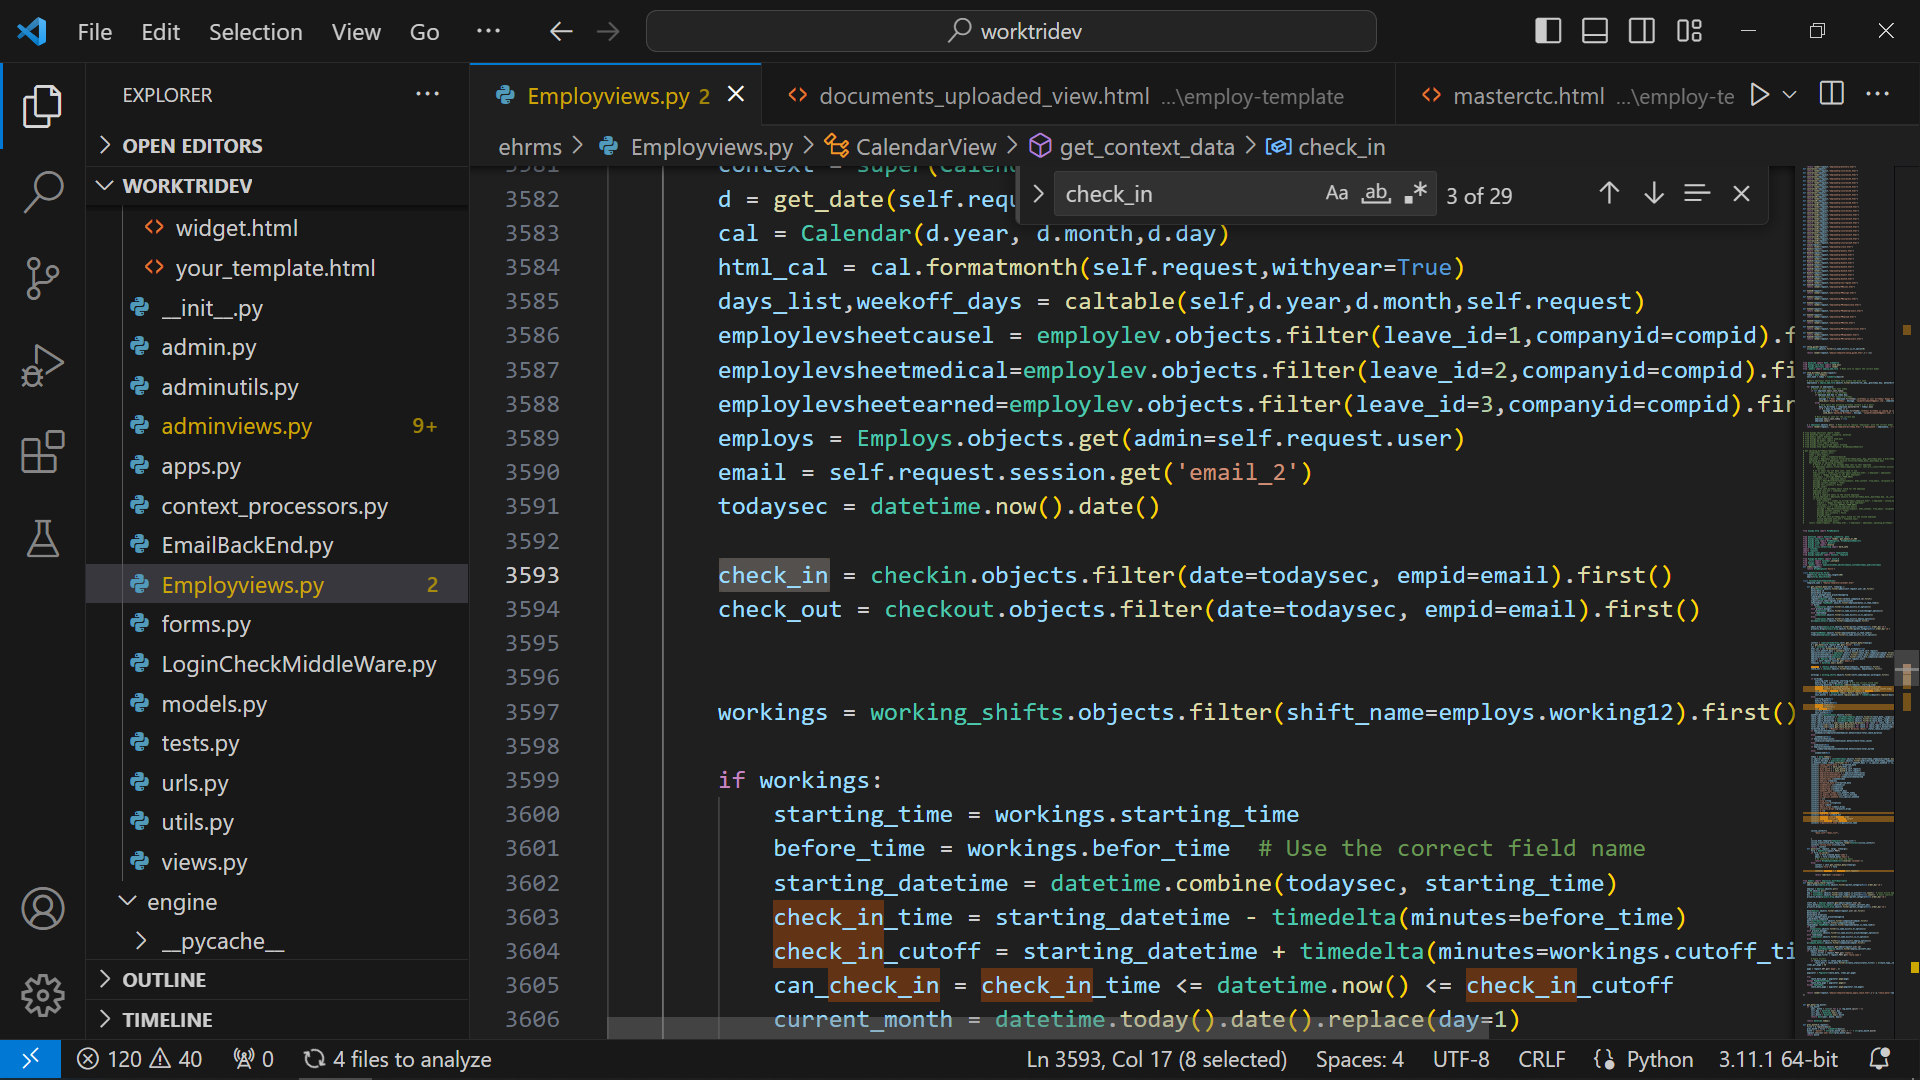 File Edit Selection View Go ··· worktridev
EXPLORER ···
OPEN EDITORS
WORKTRIDEV
widget.html
your_template.html
__init__.py
admin.py
adminutils.py
adminviews.py 9+
apps.py
context_processors.py
EmailBackEnd.py
Employviews.py 2
forms.py
LoginCheckMiddleWare.py
models.py
tests.py
urls.py
utils.py
views.py
engine
__pycache__
OUTLINE
TIMELINE
Employviews.py 2 documents_uploaded_view.html ...\employ-template masterctc.html ...\employ-te
ehrms > Employviews.py > CalendarView > get_context_data > check_in
check_in Aa ab 3 of 29
3581 context = super(Calend
3582 d = get_date(self.requ
3583 cal = Calendar(d.year, d.month,d.day)
3584 html_cal = cal.formatmonth(self.request,withyear=True)
3585 days_list,weekoff_days = caltable(self,d.year,d.month,self.request)
3586 employlevsheetcausel = employlev.objects.filter(leave_id=1,companyid=compid).f
3587 employlevsheetmedical=employlev.objects.filter(leave_id=2,companyid=compid).fi
3588 employlevsheetearned=employlev.objects.filter(leave_id=3,companyid=compid).fir
3589 employs = Employs.objects.get(admin=self.request.user)
3590 email = self.request.session.get('email_2')
3591 todaysec = datetime.now().date()
3592
3593 check_in = checkin.objects.filter(date=todaysec, empid=email).first()
3594 check_out = checkout.objects.filter(date=todaysec, empid=email).first()
3595
3596
3597 workings = working_shifts.objects.filter(shift_name=employs.working12).first()
3598
3599 if workings:
3600 starting_time = workings.starting_time
3601 before_time = workings.befor_time # Use the correct field name
3602 starting_datetime = datetime.combine(todaysec, starting_time)
3603 check_in_time = starting_datetime - timedelta(minutes=before_time)
3604 check_in_cutoff = starting_datetime + timedelta(minutes=workings.cutoff_ti
3605 can_check_in = check_in_time <= datetime.now() <= check_in_cutoff
3606 current_month = datetime.today().date().replace(day=1)
120 40 0 4 files to analyze Ln 3593, Col 17 (8 selected) Spaces: 4 UTF-8 CRLF Python 3.11.1 64-bit